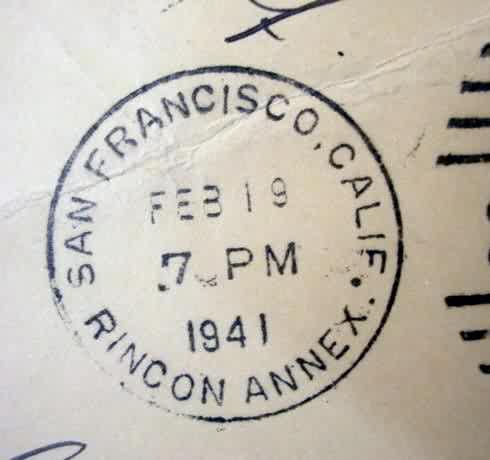 SAN FRANCISCO, CALIF.
FEB 19
7 PM
1941
RINCON ANNEX.